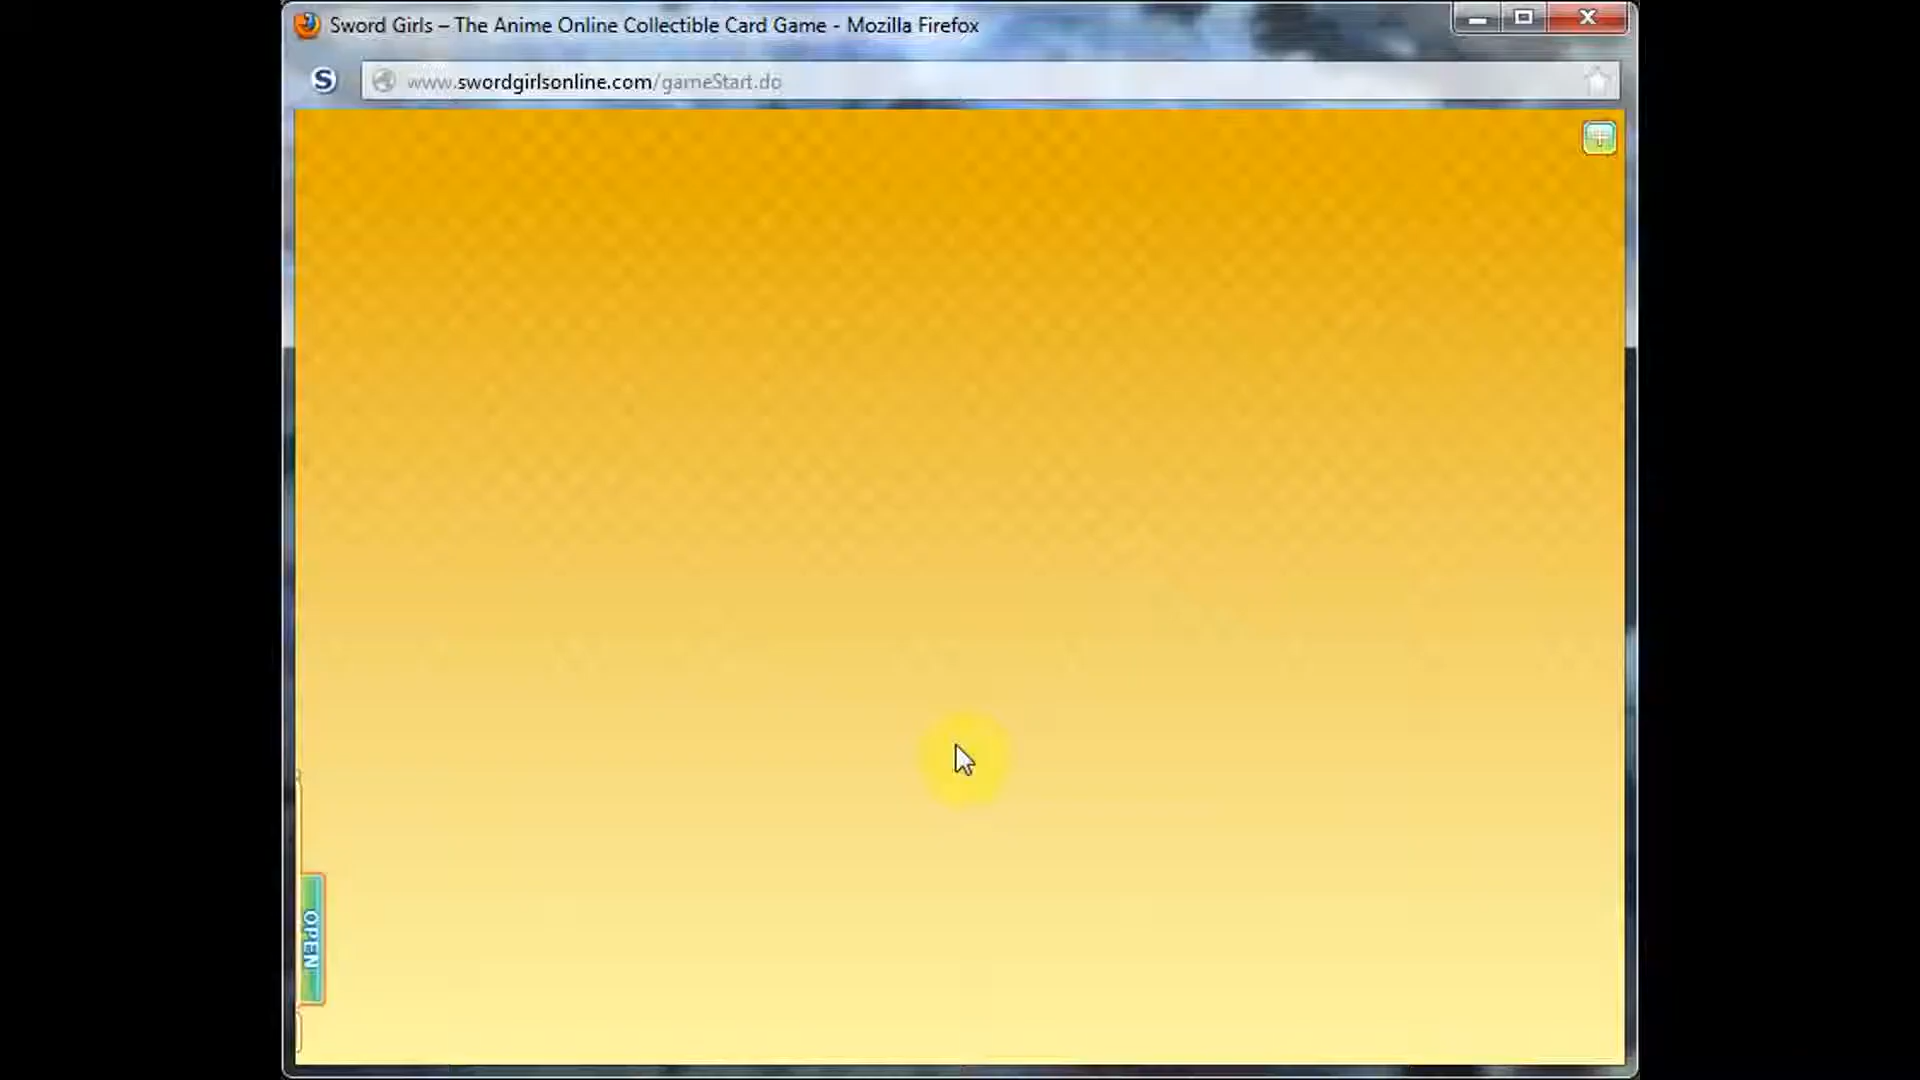 Sword Girls – The Anime Online Collectible Card Game - Mozilla Firefox
S
www.swordgirlsonline.com/gameStart.do
OPEN